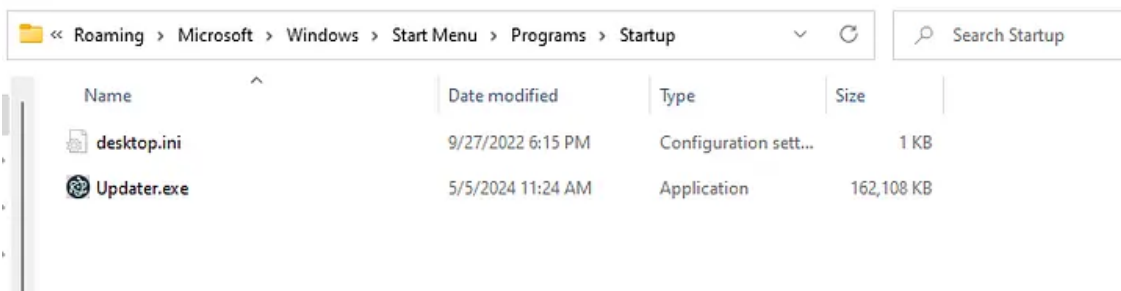 « Roaming > Microsoft > Windows > Start Menu > Programs > Startup Search Startup
Name Date modified Type Size
desktop.ini 9/27/2022 6:15 PM Configuration sett... 1 KB
Updater.exe 5/5/2024 11:24 AM Application 162,108 KB